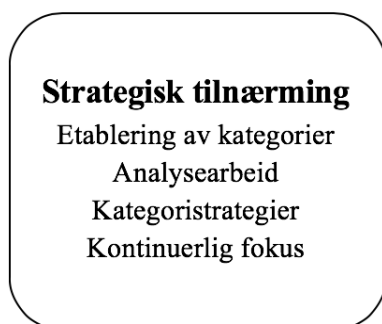 Strategisk tilnærming
Etablering av kategorier
Analysearbeid
Kategoristrategier
Kontinuerlig fokus